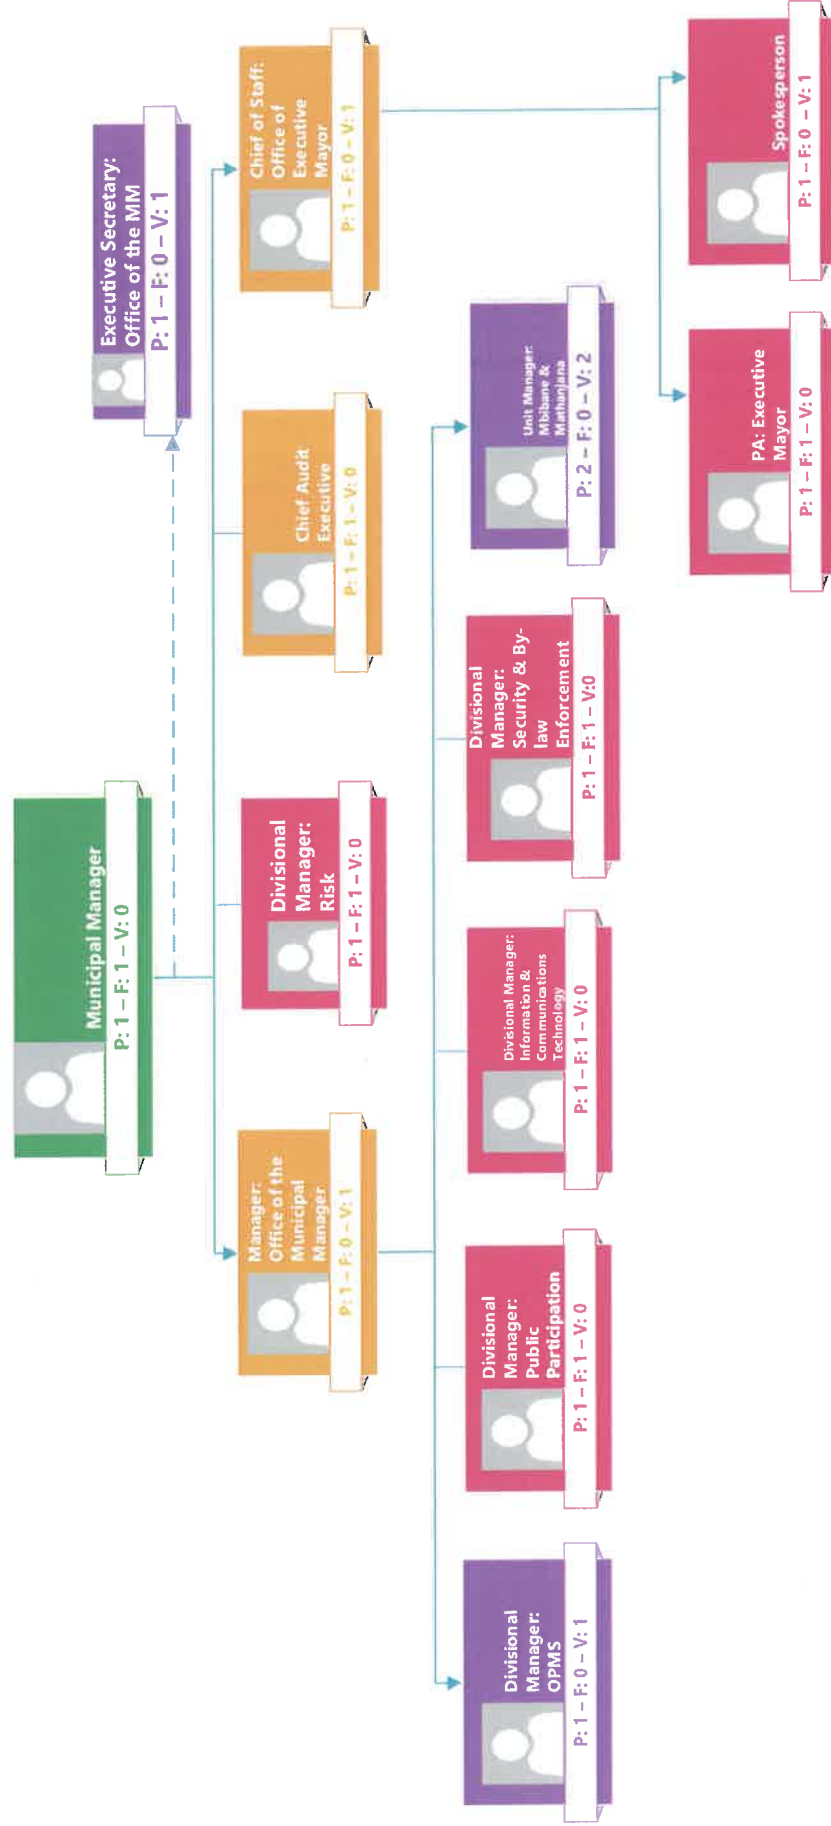 Municipal Manager
P: 1 – F: 1 – V: 0
Executive Secretary:
Office of the MM
P: 1 – F: 0 – V: 1
Manager:
Office of the
Municipal
Manager
P: 1 – F: 0 – V: 1
Divisional
Manager:
Risk
P: 1 – F: 1 – V: 0
Chief Audit
Executive
P: 1 – F: 1 – V: 0
Chief of Staff:
Office of
Executive
Mayor
P: 1 – F: 0 – V: 1
Divisional
Manager:
OPMS
P: 1 – F: 0 – V: 1
Divisional
Manager:
Public
Participation
P: 1 – F: 1 – V: 0
Divisional Manager:
Information &
Communications
Technology
P: 1 – F: 1 – V: 0
Divisional
Manager:
Security & By-
law
Enforcement
P: 1 – F: 1 – V:0
Unit Manager:
Mbibane &
Mathanjana
P: 2 – F: 0 – V: 2
PA: Executive
Mayor
P: 1 – F: 1 – V: 0
Spokesperson
P: 1 – F: 0 – V: 1